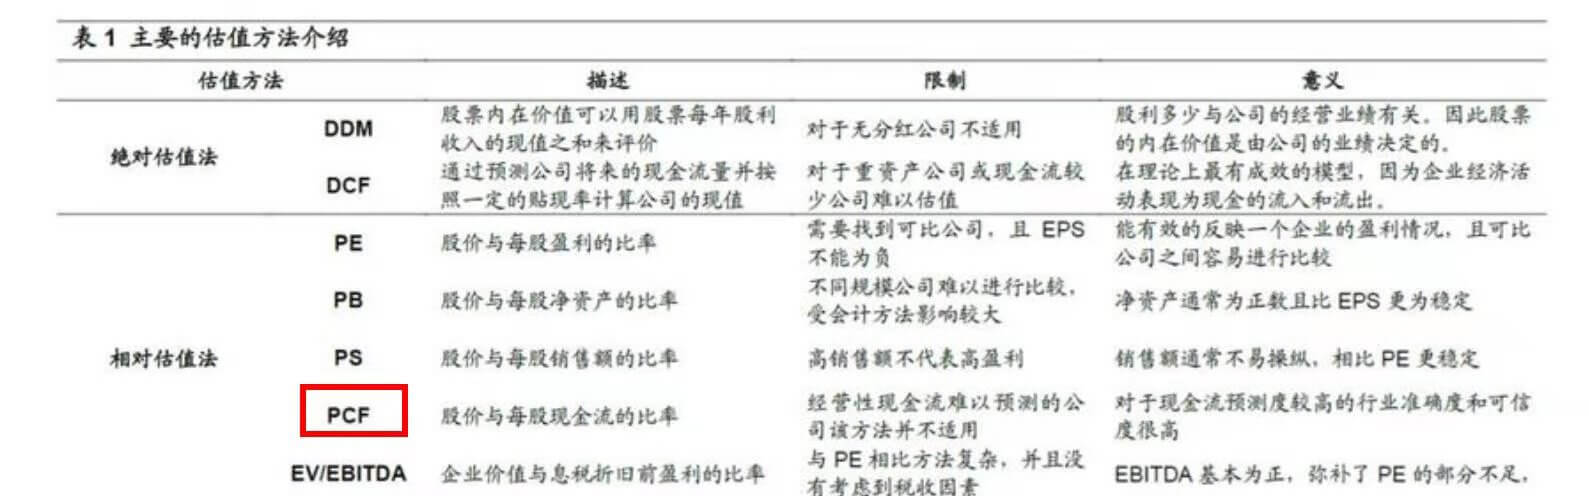 表 1 主要的估值方法介绍
估值方法 描述 限制 意义
绝对估值法
DDM
股票内在价值可以用股票每年股利
收入的现值之和来评价
对于无分红公司不适用
股利多少与公司的经营业绩有关。因此股票
的内在价值是由公司的业绩决定的。
DCF
通过预测公司将来的现金流量并按
照一定的贴现率计算公司的现值
对于重资产公司或现金流较
少公司难以估值
在理论上最有成效的模型，因为企业经济活
动表现为现金的流入和流出。
相对估值法
PE
股价与每股盈利的比率
需要找到可比公司，且 EPS
不能为负
能有效的反映一个企业的盈利情况，且可比
公司之间容易进行比较
PB
股价与每股净资产的比率
不同规模公司难以进行比较，
受会计方法影响较大
净资产通常为正数且比 EPS 更为稳定
PS
股价与每股销售额的比率
高销售额不代表高盈利
销售额通常不易操纵，相比 PE 更稳定
PCF
股价与每股现金流的比率
经营性现金流难以预测的公
司该方法并不适用
对于现金流预测度较高的行业准确度和可信
度很高
EV/EBITDA
企业价值与息税折旧前盈利的比率
与 PE 相比方法复杂，并且没
有考虑到税收因素
EBITDA 基本为正，弥补了 PE 的部分不足，